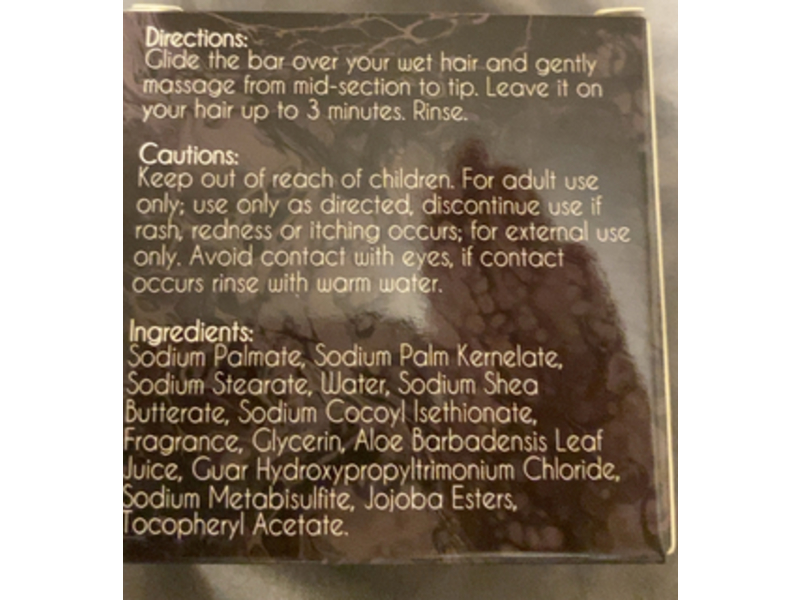 Directions:
Glide the bar over your wet hair and gently
massage from mid-section to tip. Leave it on
your hair up to 3 minutes. Rinse.
Cautions:
Keep out of reach of children. For adult use
only; use only as directed, discontinue use if
rash, redness or itching occurs; for external use
only. Avoid contact with eyes, if contact
occurs rinse with warm water.
Ingredients:
Sodium Palmate, Sodium Palm Kernelate,
Sodium Stearate, Water, Sodium Shea
Butterate, Sodium Cocoyl Isethionate,
Fragrance, Glycerin, Aloe Barbadensis Leaf
Juice, Guar Hydroxypropyltrimonium Chloride,
Sodium Metabisulfite, Jojoba Esters,
Tocopheryl Acetate.